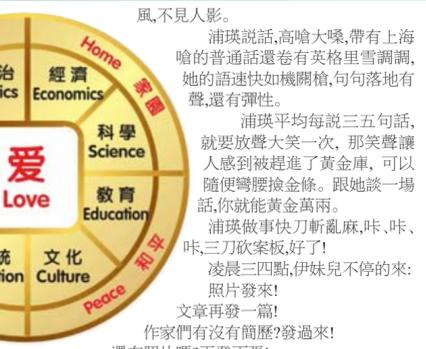 Home 家園
經濟
Economics
治
ics
科學
Science
爱
Love
教育
Education
文化
Culture
統
tion
Peace 和平
風,不見人影。
浦瑛説話,高嗆大嗓,帶有上海
嗆的普通話還卷有英格里雪調調,
她的語速快如機關槍,句句落地有
聲,還有彈性。
浦瑛平均每説三五句話,
就要放聲大笑一次, 那笑聲讓
人感到被趕進了黃金庫, 可以
隨便彎腰撿金條。跟她談一場
話,你就能黃金萬兩。
浦瑛做事快刀斬亂麻,咔、咔、
咔,三刀砍案板,好了!
凌晨三四點,伊妹兒不停的來:
照片發來!
文章再發一篇!
作家們有沒有簡歷?發過來!